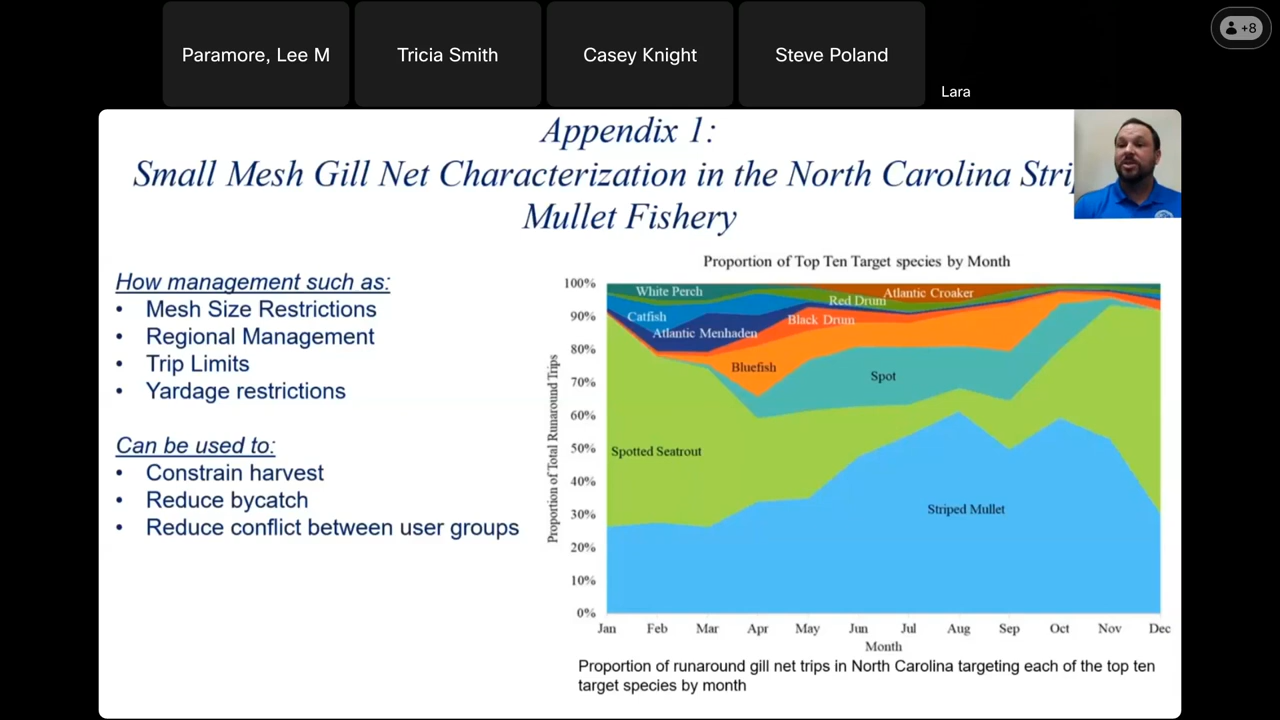 Paramore, Lee M
Tricia Smith
Casey Knight
Steve Poland
+8
Lara
Appendix 1:
Small Mesh Gill Net Characterization in the North Carolina Stri
Mullet Fishery
How management such as:
• Mesh Size Restrictions
• Regional Management
• Trip Limits
• Yardage restrictions
Can be used to:
• Constrain harvest
• Reduce bycatch
• Reduce conflict between user groups
Proportion of Top Ten Target species by Month
Proportion of Total Runaround Trips
100%
90%
80%
70%
60%
50%
40%
30%
20%
10%
0%
White Perch
Atlantic Croaker
Red Drum
Catfish
Black Drum
Atlantic Menhaden
Bluefish
Spot
Spotted Seatrout
Striped Mullet
Jan Feb Mar Apr May Jun Jul Aug Sep Oct Nov Dec
Month
Proportion of runaround gill net trips in North Carolina targeting each of the top ten
target species by month